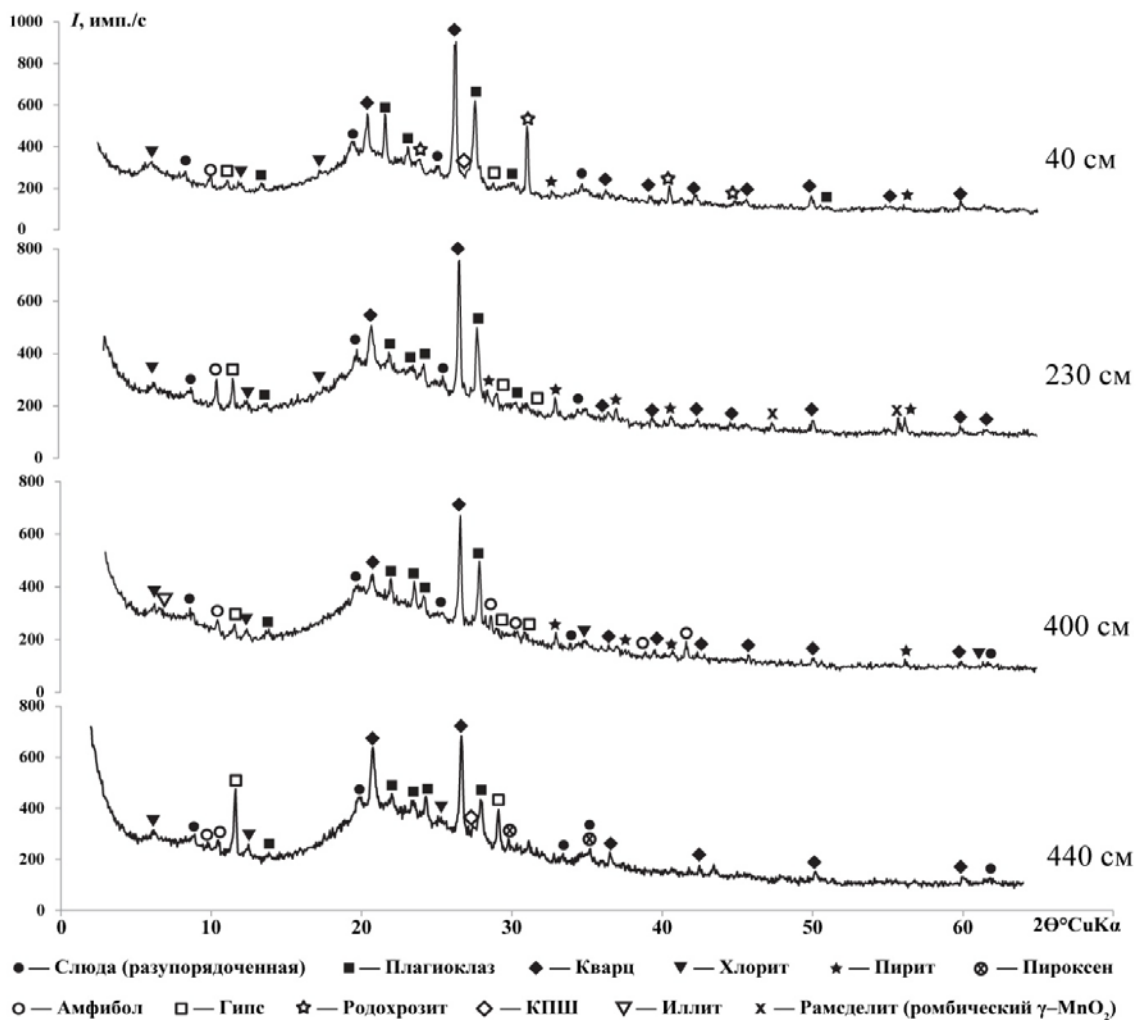 I, имп./с
1000
800
600
400
200
0
40 см
800
600
400
200
0
230 см
800
600
400
200
0
400 см
800
600
400
200
0
440 см
0 10 20 30 40 50 60 2Θ°CuKα
— Слюда (разупорядоченная) — Плагиоклаз — Кварц — Хлорит — Пирит — Пироксен
— Амфибол — Гипс — Родохрозит — КПШ — Иллит — Рамсделит (ромбический γ–MnO₂)